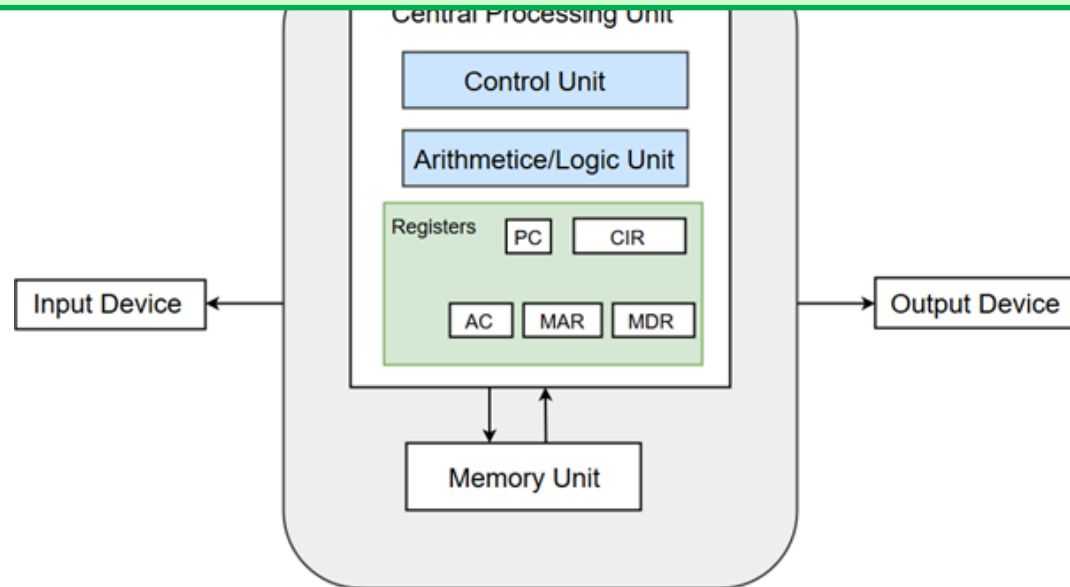 Central Processing Unit
Control Unit
Arithmetice/Logic Unit
Registers
PC
CIR
Input Device
Output Device
AC
MAR
MDR
Memory Unit